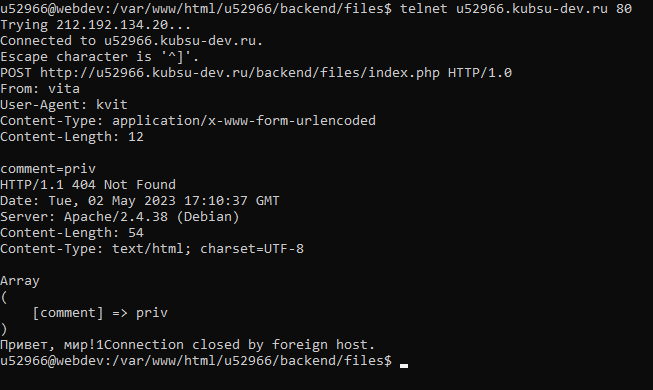 u52966@webdev:/var/www/html/u52966/backend/files$ telnet u52966.kubsu-dev.ru 80
Trying 212.192.134.20...
Connected to u52966.kubsu-dev.ru.
Escape character is '^]'.
POST http://u52966.kubsu-dev.ru/backend/files/index.php HTTP/1.0
From: vita
User-Agent: kvit
Content-Type: application/x-www-form-urlencoded
Content-Length: 12

comment=priv
HTTP/1.1 404 Not Found
Date: Tue, 02 May 2023 17:10:37 GMT
Server: Apache/2.4.38 (Debian)
Content-Length: 54
Content-Type: text/html; charset=UTF-8

Array
(
    [comment] => priv
)
Привет, мир!1Connection closed by foreign host.
u52966@webdev:/var/www/html/u52966/backend/files$